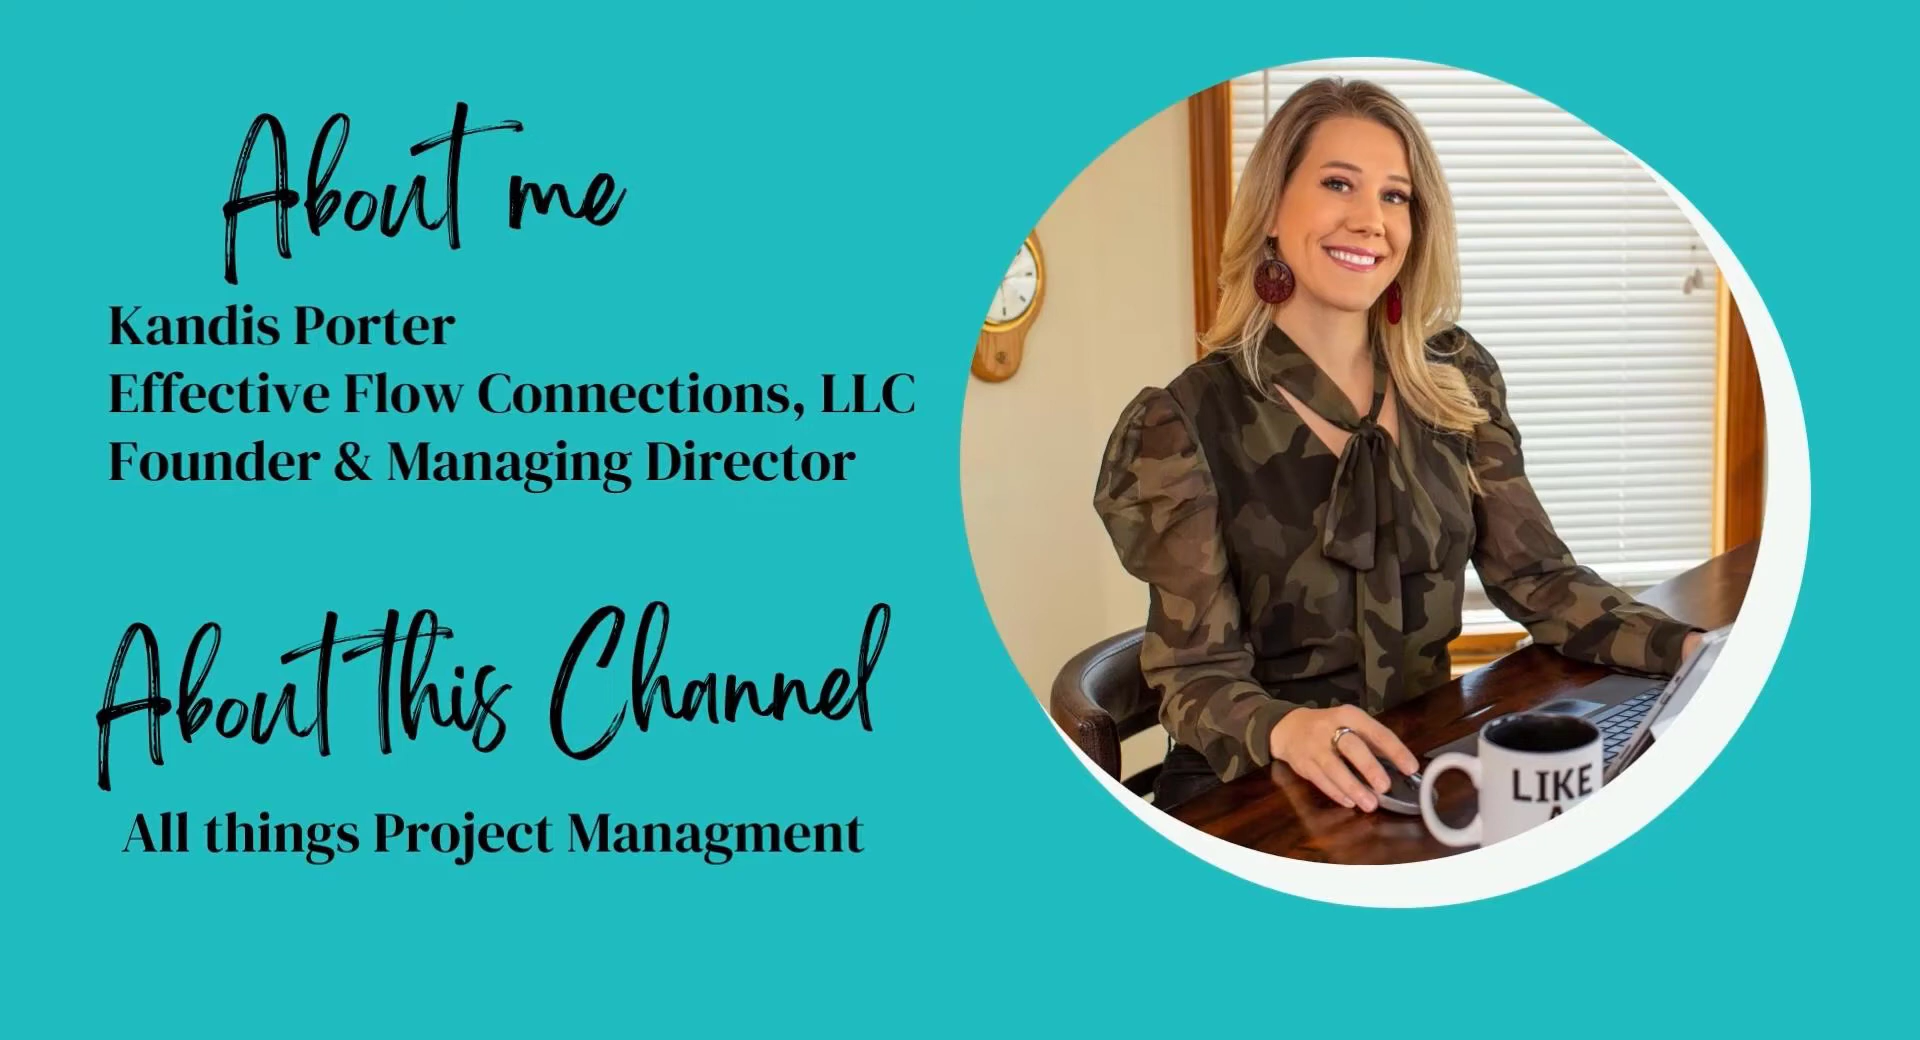 About me
Kandis Porter
Effective Flow Connections, LLC
Founder & Managing Director
About this Channel
All things Project Managment
LIKE
A